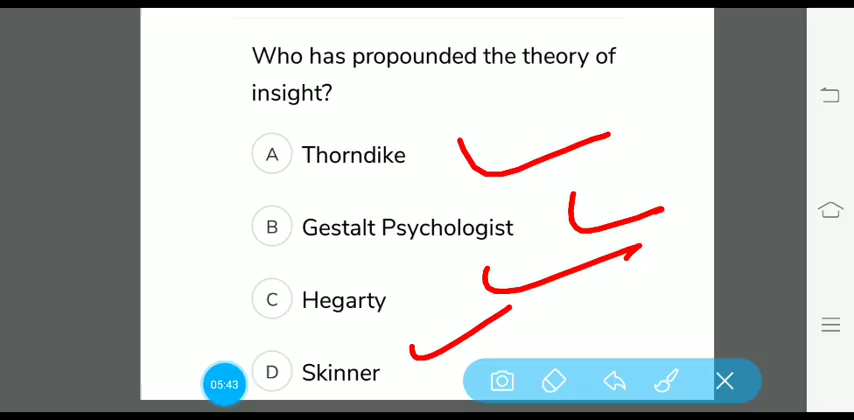 Who has propounded the theory of
insight?
A Thorndike
B Gestalt Psychologist
C Hegarty
D Skinner
05:43